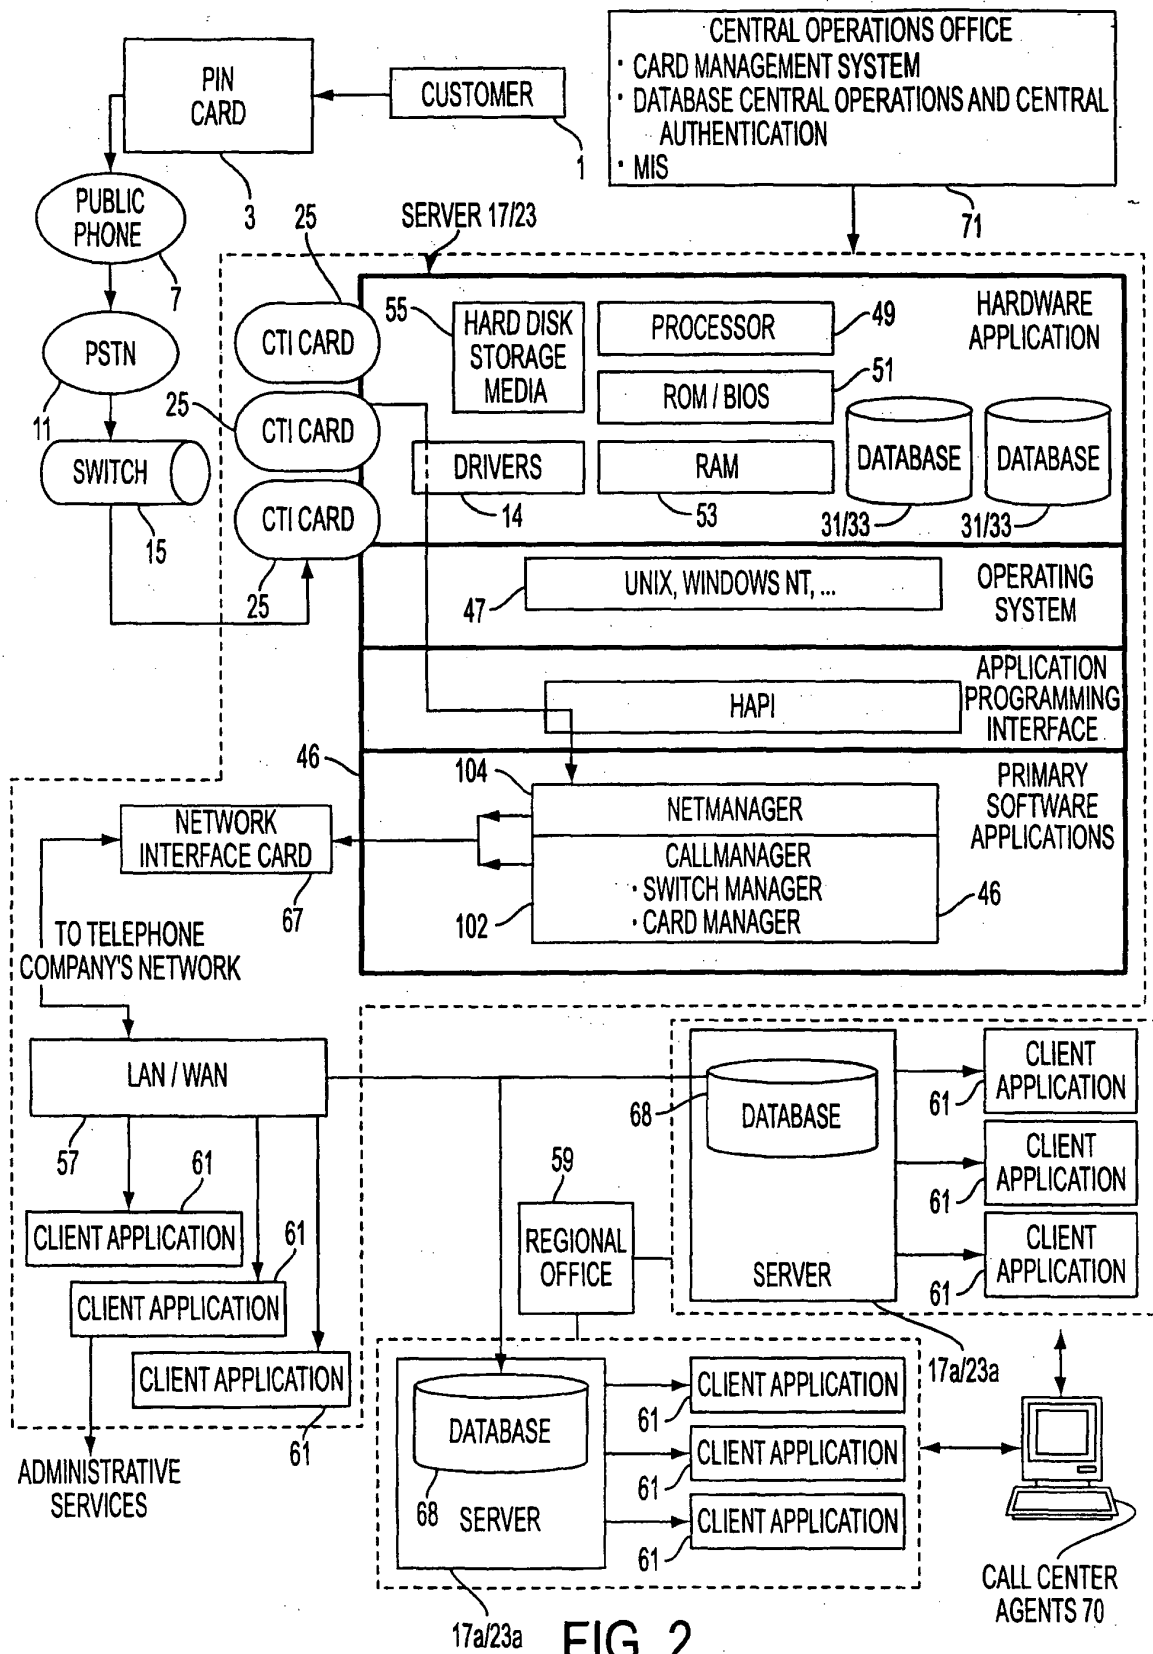 CENTRAL OPERATIONS OFFICE
· CARD MANAGEMENT SYSTEM
· DATABASE CENTRAL OPERATIONS AND CENTRAL
AUTHENTICATION
· MIS
71
PIN
CARD
3
CUSTOMER
1
PUBLIC
PHONE
7
PSTN
11
SWITCH
15
25
SERVER 17/23
CTI CARD
25
CTI CARD
CTI CARD
25
55
HARD DISK
STORAGE
MEDIA
PROCESSOR
49
HARDWARE
APPLICATION
ROM / BIOS
51
DRIVERS
14
RAM
53
DATABASE
31/33
DATABASE
31/33
UNIX, WINDOWS NT, ...
47
OPERATING
SYSTEM
HAPI
APPLICATION
PROGRAMMING
INTERFACE
46
104
NETMANAGER
CALLMANAGER
· SWITCH MANAGER
· CARD MANAGER
102
46
PRIMARY
SOFTWARE
APPLICATIONS
NETWORK
INTERFACE CARD
67
TO TELEPHONE
COMPANY'S NETWORK
LAN / WAN
57
61
CLIENT APPLICATION
61
CLIENT APPLICATION
CLIENT APPLICATION
61
ADMINISTRATIVE
SERVICES
68
DATABASE
SERVER
17a/23a
CLIENT
APPLICATION
61
CLIENT
APPLICATION
61
CLIENT
APPLICATION
61
59
REGIONAL
OFFICE
DATABASE
68
SERVER
17a/23a
CLIENT APPLICATION
61
CLIENT APPLICATION
61
CLIENT APPLICATION
61
CALL CENTER
AGENTS 70
FIG. 2